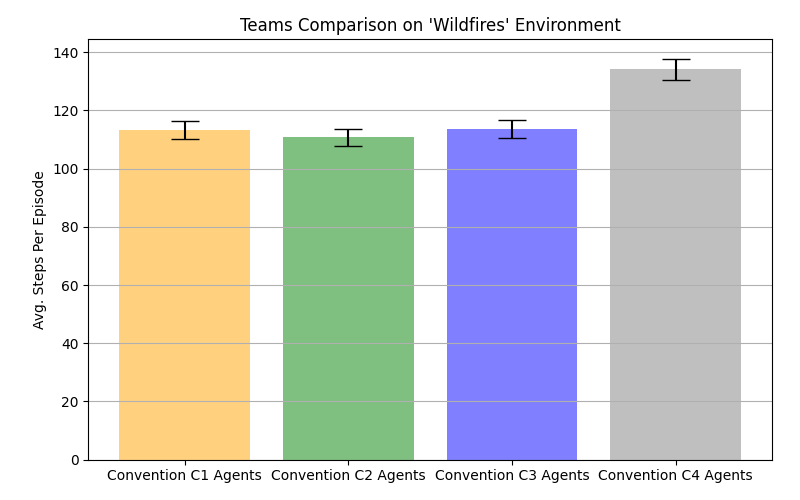 Teams Comparison on 'Wildfires' Environment
140
120
100
80
60
40
20
0
Avg. Steps Per Episode
Convention C1 Agents
Convention C2 Agents
Convention C3 Agents
Convention C4 Agents